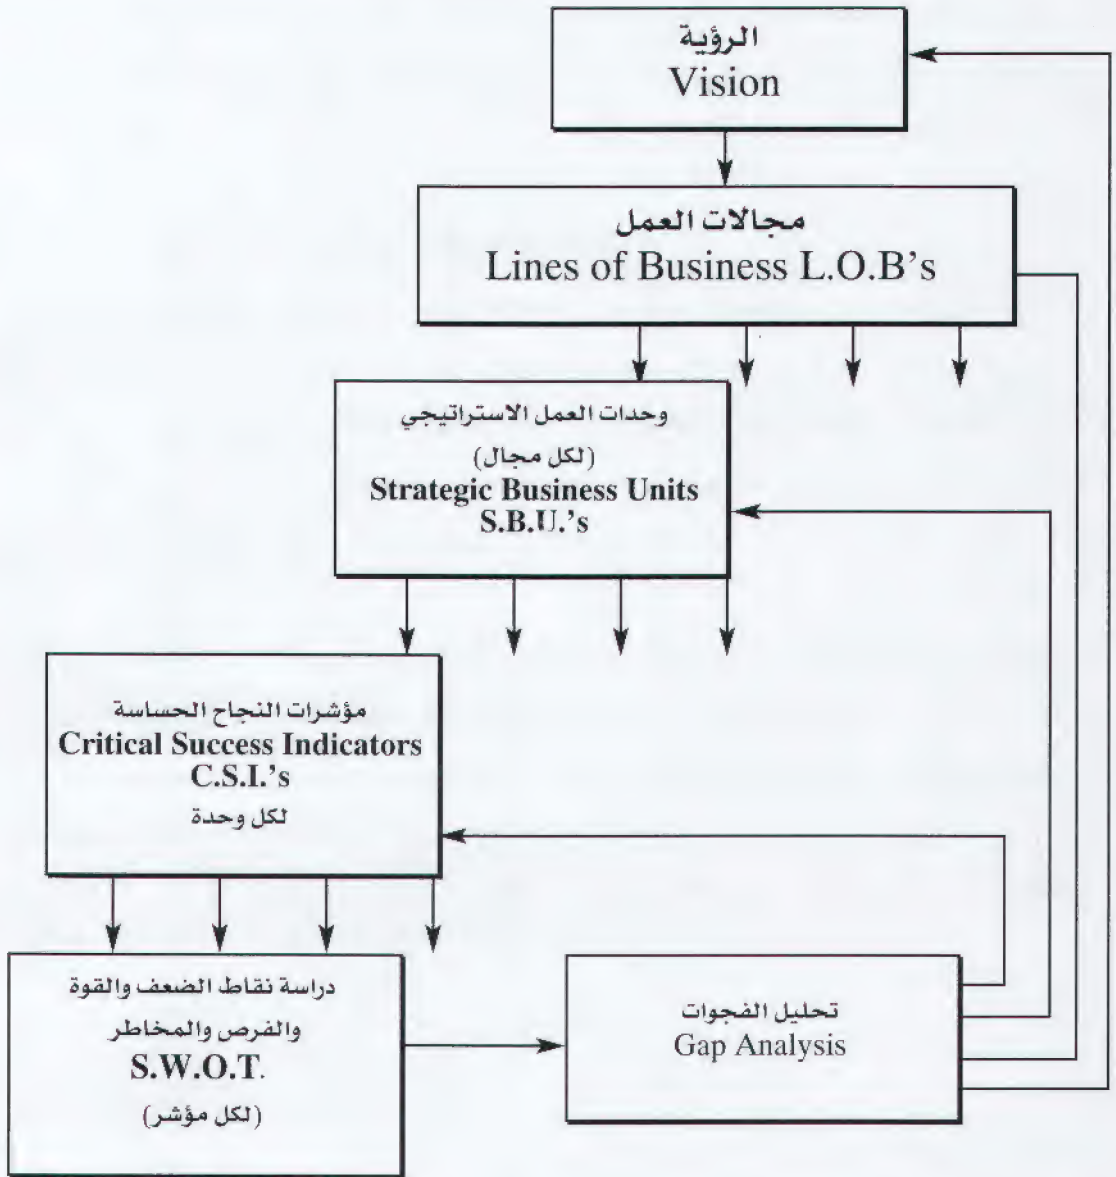 الرؤية
Vision
مجالات العمل
Lines of Business L.O.B's
وحدات العمل الاستراتيجي
(لكل مجال)
Strategic Business Units
S.B.U.'s
مؤشرات النجاح الحساسة
Critical Success Indicators
C.S.I.'s
لكل وحدة
دراسة نقاط الضعف والقوة
والفرص والمخاطر
S.W.O.T.
(لكل مؤشر)
تحليل الفجوات
Gap Analysis